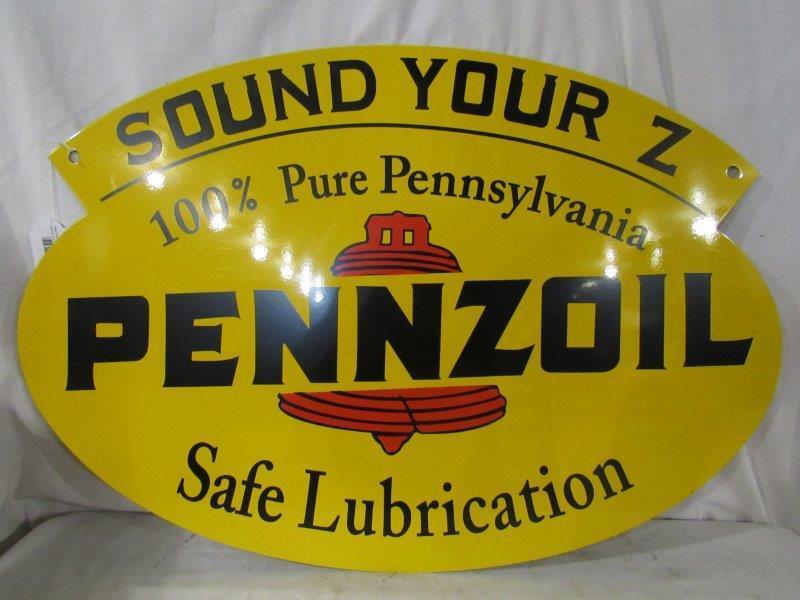 SOUND YOUR Z
100% Pure Pennsylvania
PENNZOIL
Safe Lubrication